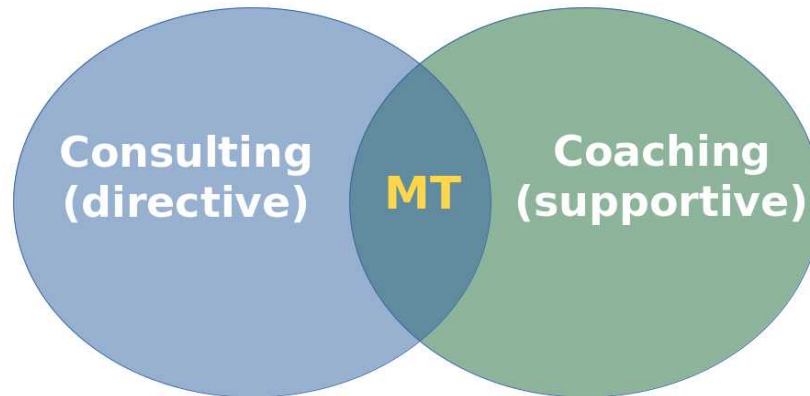 Consulting
(directive)
MT
Coaching
(supportive)